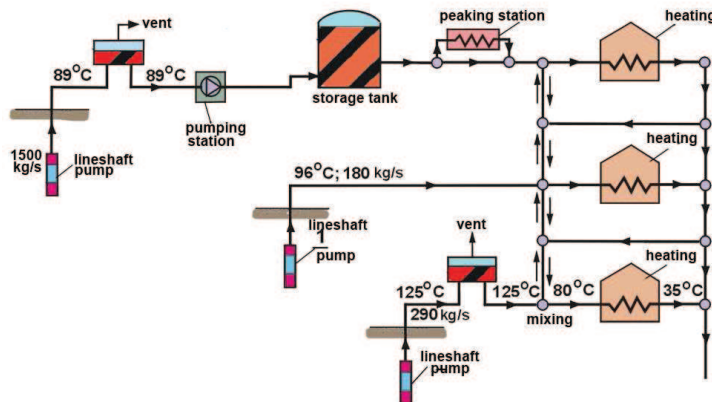 peaking station
heating
vent
89°C
89°C
storage tank
pumping
station
1500
kg/s
lineshaft
pump
heating
96°C; 180 kg/s
lineshaft
1
pump
vent
heating
125°C
125°C
80°C
35°C
290 kg/s
mixing
lineshaft
pump